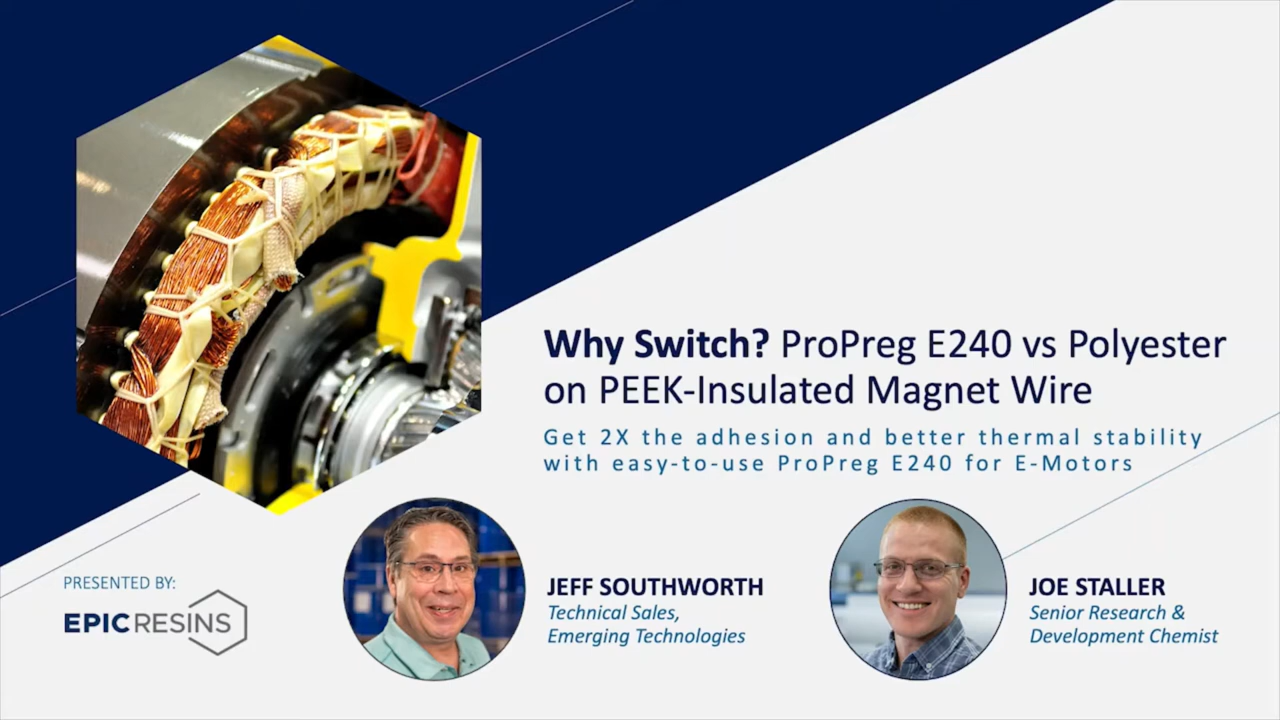 Why Switch? ProPreg E240 vs Polyester
on PEEK-Insulated Magnet Wire
Get 2X the adhesion and better thermal stability
with easy-to-use ProPreg E240 for E-Motors
PRESENTED BY:
EPIC RESINS
JEFF SOUTHWORTH
Technical Sales,
Emerging Technologies
JOE STALLER
Senior Research &
Development Chemist